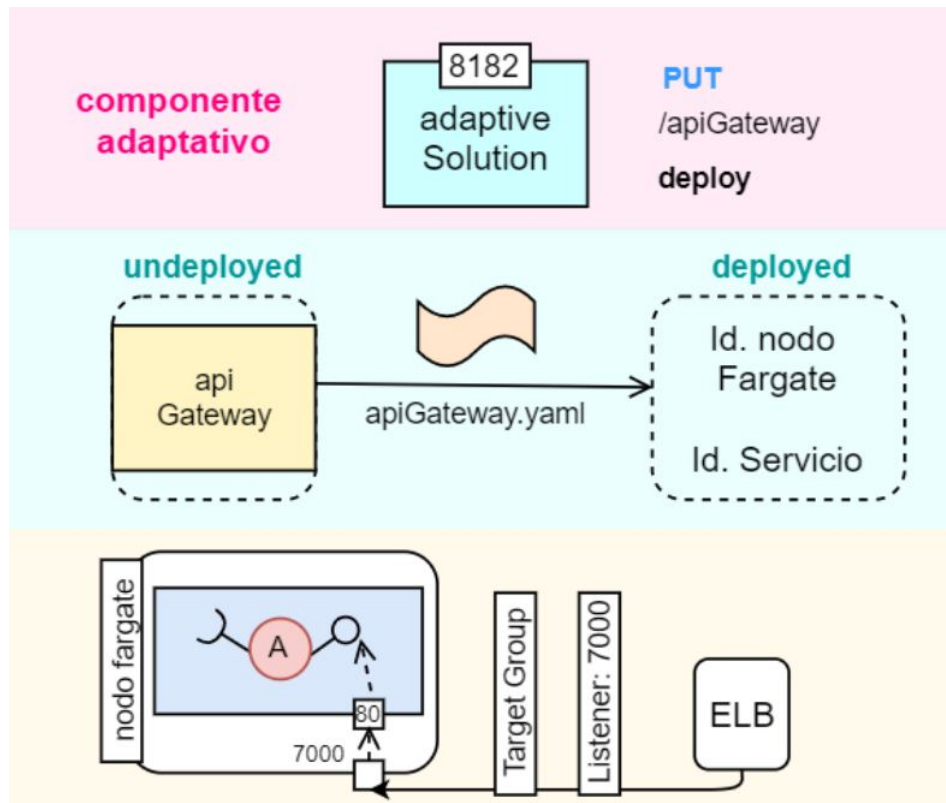 componente
adaptativo
8182
adaptive
Solution
PUT
/apiGateway
deploy
undeployed
deployed
api
Gateway
apiGateway.yaml
Id. nodo
Fargate
Id. Servicio
nodo fargate
A
80
7000
Target Group
Listener: 7000
ELB